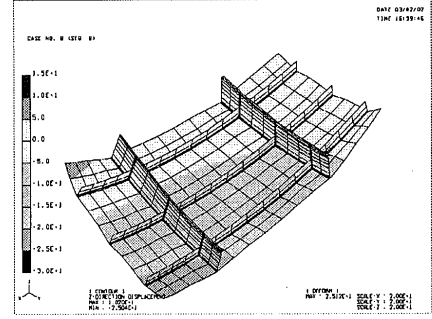 DATE 03/02/02
TIME 16:39:46
CASE NO. 8 (STG 8)
1.5E+1
1.0E+1
5.0
0.0
-5.0
-1.0E+1
-1.5E+1
-2.0E+1
-2.5E+1
-3.0E+1
[ CONTOUR ]
Z-DIRECTION DISPLACEMENT
MAX : 1.020E+1
MIN : -2.504E+1
[ DEFORM ]
MAX : 2.512E+1
SCALE-X : 2.00E+1
SCALE-Y : 2.00E+1
SCALE-Z : 2.00E+1